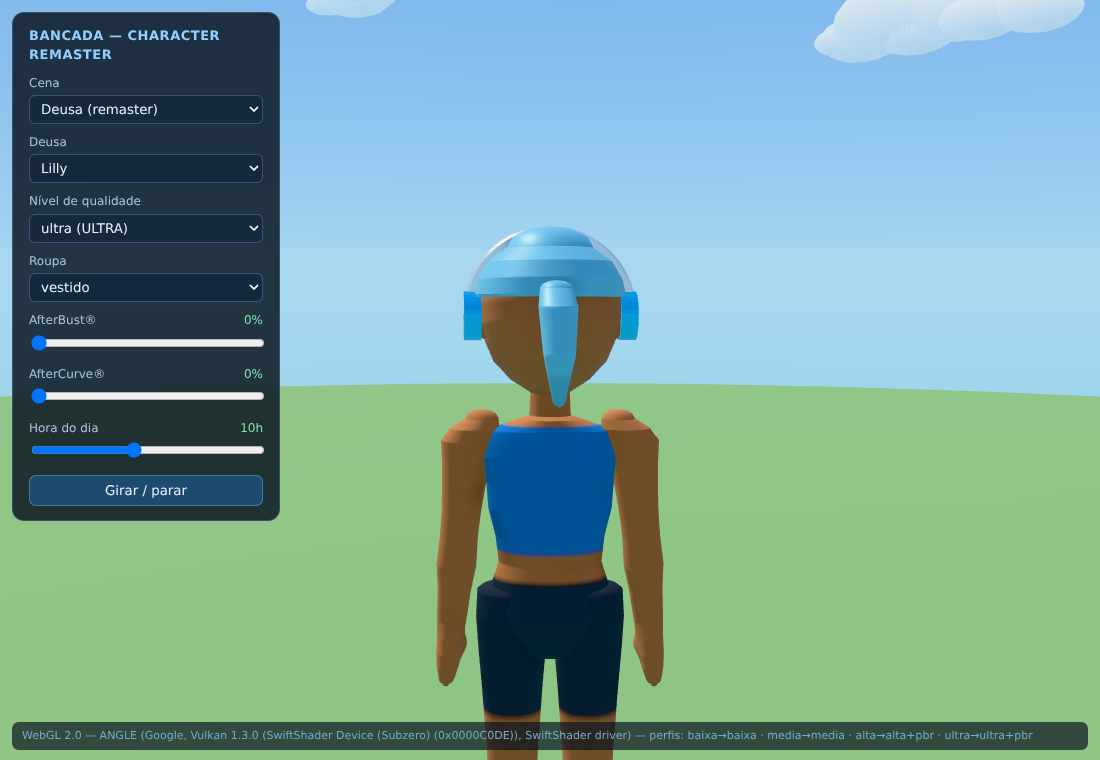 BANCADA — CHARACTER
REMASTER
Cena
Deusa (remaster)
Deusa
Lilly
Nível de qualidade
ultra (ULTRA)
Roupa
vestido
AfterBust® 0%
AfterCurve® 0%
Hora do dia 10h
Girar / parar
WebGL 2.0 — ANGLE (Google, Vulkan 1.3.0 (SwiftShader Device (Subzero) (0x0000C0DE)), SwiftShader driver) — perfis: baixa→baixa · media→media · alta→alta+pbr · ultra→ultra+pbr